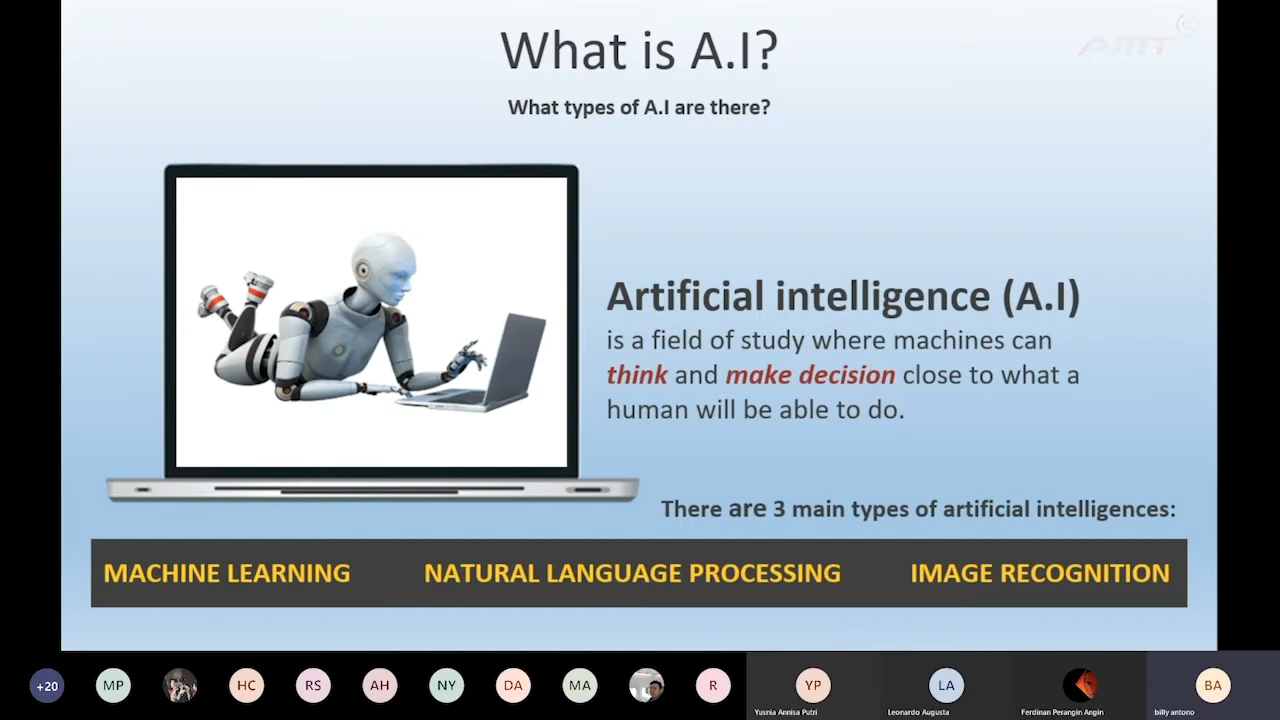 What is A.I?
What types of A.I are there?
Artificial intelligence (A.I)
is a field of study where machines can
think and make decision close to what a
human will be able to do.
There are 3 main types of artificial intelligences:
MACHINE LEARNING NATURAL LANGUAGE PROCESSING IMAGE RECOGNITION
+20 MP HC RS AH NY DA MA R YP LA BA
Yusnia Annisa Putri Leonardo Augusta Ferdinan Perangin Angin billy antono